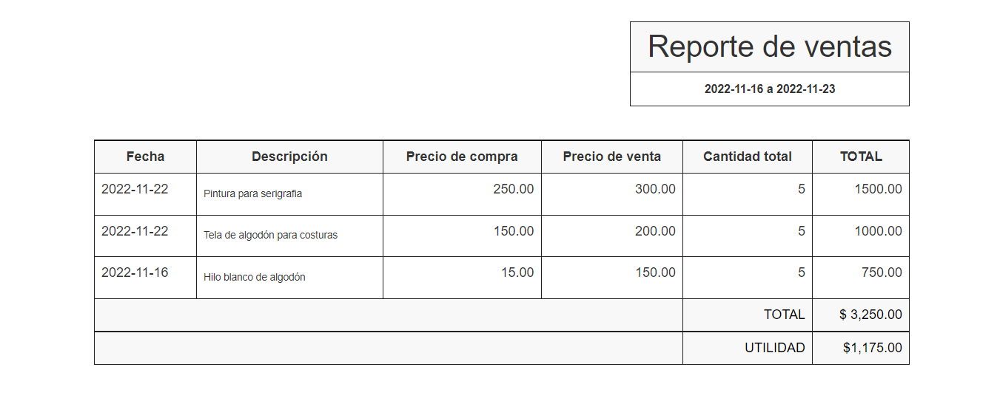 Reporte de ventas
2022-11-16 a 2022-11-23
Fecha Descripción Precio de compra Precio de venta Cantidad total TOTAL
2022-11-22 Pintura para serigrafia 250.00 300.00 5 1500.00
2022-11-22 Tela de algodón para costuras 150.00 200.00 5 1000.00
2022-11-16 Hilo blanco de algodón 15.00 150.00 5 750.00
TOTAL $ 3,250.00
UTILIDAD $1,175.00